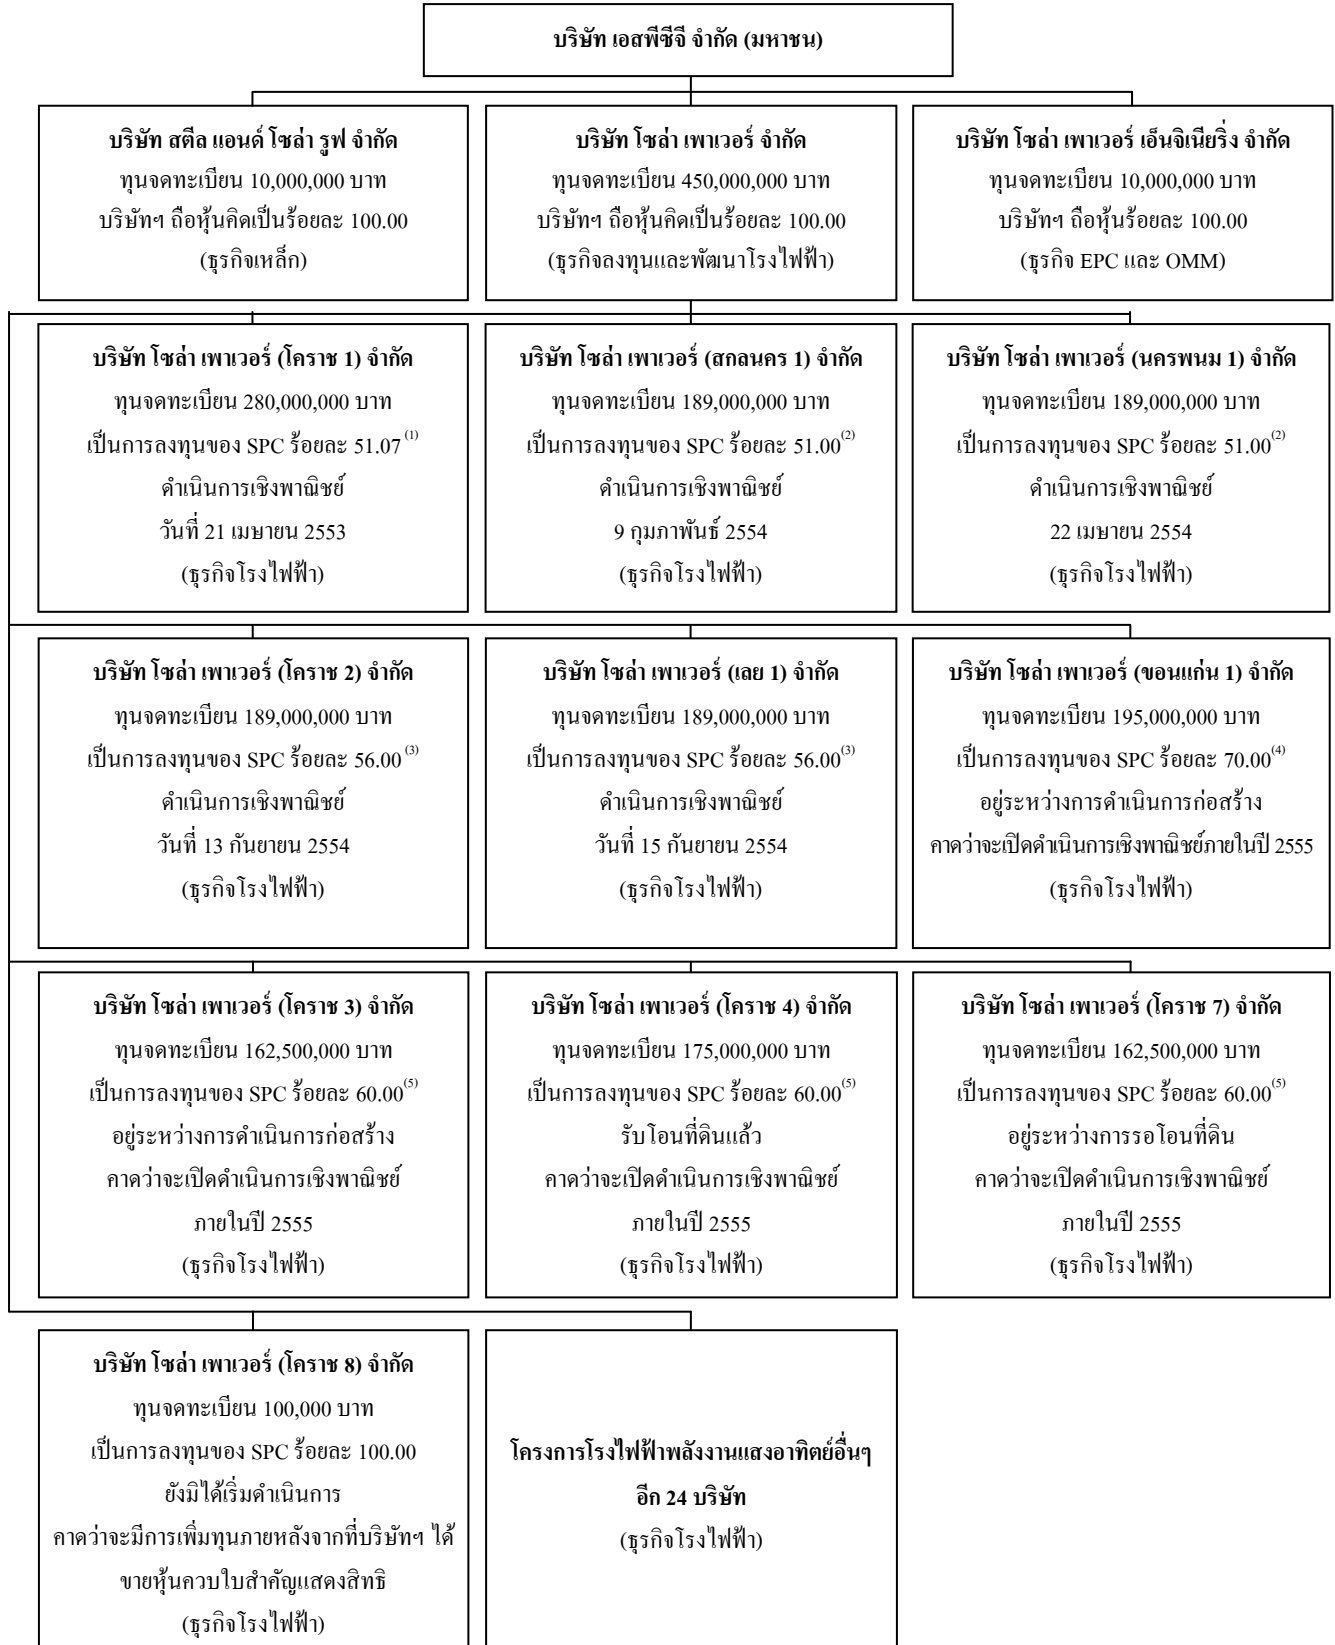 บริษัท เอสพีซีจี จำกัด (มหาชน)
บริษัท สตีล แอนด์ โซล่า รูฟ จำกัด
ทุนจดทะเบียน 10,000,000 บาท
บริษัทฯ ถือหุ้นคิดเป็นร้อยละ 100.00
(ธุรกิจเหล็ก)
บริษัท โซล่า เพาเวอร์ จำกัด
ทุนจดทะเบียน 450,000,000 บาท
บริษัทฯ ถือหุ้นคิดเป็นร้อยละ 100.00
(ธุรกิจลงทุนและพัฒนาโรงไฟฟ้า)
บริษัท โซล่า เพาเวอร์ เอ็นจิเนียริ่ง จำกัด
ทุนจดทะเบียน 10,000,000 บาท
บริษัทฯ ถือหุ้นร้อยละ 100.00
(ธุรกิจ EPC และ OMM)
บริษัท โซล่า เพาเวอร์ (โคราช 1) จำกัด
ทุนจดทะเบียน 280,000,000 บาท
เป็นการลงทุนของ SPC ร้อยละ 51.07 (1)
ดำเนินการเชิงพาณิชย์
วันที่ 21 เมษายน 2553
(ธุรกิจโรงไฟฟ้า)
บริษัท โซล่า เพาเวอร์ (สกลนคร 1) จำกัด
ทุนจดทะเบียน 189,000,000 บาท
เป็นการลงทุนของ SPC ร้อยละ 51.00(2)
ดำเนินการเชิงพาณิชย์
9 กุมภาพันธ์ 2554
(ธุรกิจโรงไฟฟ้า)
บริษัท โซล่า เพาเวอร์ (นครพนม 1) จำกัด
ทุนจดทะเบียน 189,000,000 บาท
เป็นการลงทุนของ SPC ร้อยละ 51.00(2)
ดำเนินการเชิงพาณิชย์
22 เมษายน 2554
(ธุรกิจโรงไฟฟ้า)
บริษัท โซล่า เพาเวอร์ (โคราช 2) จำกัด
ทุนจดทะเบียน 189,000,000 บาท
เป็นการลงทุนของ SPC ร้อยละ 56.00 (3)
ดำเนินการเชิงพาณิชย์
วันที่ 13 กันยายน 2554
(ธุรกิจโรงไฟฟ้า)
บริษัท โซล่า เพาเวอร์ (เลย 1) จำกัด
ทุนจดทะเบียน 189,000,000 บาท
เป็นการลงทุนของ SPC ร้อยละ 56.00(3)
ดำเนินการเชิงพาณิชย์
วันที่ 15 กันยายน 2554
(ธุรกิจโรงไฟฟ้า)
บริษัท โซล่า เพาเวอร์ (ขอนแก่น 1) จำกัด
ทุนจดทะเบียน 195,000,000 บาท
เป็นการลงทุนของ SPC ร้อยละ 70.00(4)
อยู่ระหว่างการดำเนินการก่อสร้าง
คาดว่าจะเปิดดำเนินการเชิงพาณิชย์ภายในปี 2555
(ธุรกิจโรงไฟฟ้า)
บริษัท โซล่า เพาเวอร์ (โคราช 3) จำกัด
ทุนจดทะเบียน 162,500,000 บาท
เป็นการลงทุนของ SPC ร้อยละ 60.00(5)
อยู่ระหว่างการดำเนินการก่อสร้าง
คาดว่าจะเปิดดำเนินการเชิงพาณิชย์
ภายในปี 2555
(ธุรกิจโรงไฟฟ้า)
บริษัท โซล่า เพาเวอร์ (โคราช 4) จำกัด
ทุนจดทะเบียน 175,000,000 บาท
เป็นการลงทุนของ SPC ร้อยละ 60.00(5)
รับโอนที่ดินแล้ว
คาดว่าจะเปิดดำเนินการเชิงพาณิชย์
ภายในปี 2555
(ธุรกิจโรงไฟฟ้า)
บริษัท โซล่า เพาเวอร์ (โคราช 7) จำกัด
ทุนจดทะเบียน 162,500,000 บาท
เป็นการลงทุนของ SPC ร้อยละ 60.00(5)
อยู่ระหว่างการรอโอนที่ดิน
คาดว่าจะเปิดดำเนินการเชิงพาณิชย์
ภายในปี 2555
(ธุรกิจโรงไฟฟ้า)
บริษัท โซล่า เพาเวอร์ (โคราช 8) จำกัด
ทุนจดทะเบียน 100,000 บาท
เป็นการลงทุนของ SPC ร้อยละ 100.00
ยังมิได้เริ่มดำเนินการ
คาดว่าจะมีการเพิ่มทุนภายหลังจากที่บริษัทฯ ได้
ขายหุ้นควบใบสำคัญแสดงสิทธิ
(ธุรกิจโรงไฟฟ้า)
โครงการโรงไฟฟ้าพลังงานแสงอาทิตย์อื่นๆ
อีก 24 บริษัท
(ธุรกิจโรงไฟฟ้า)